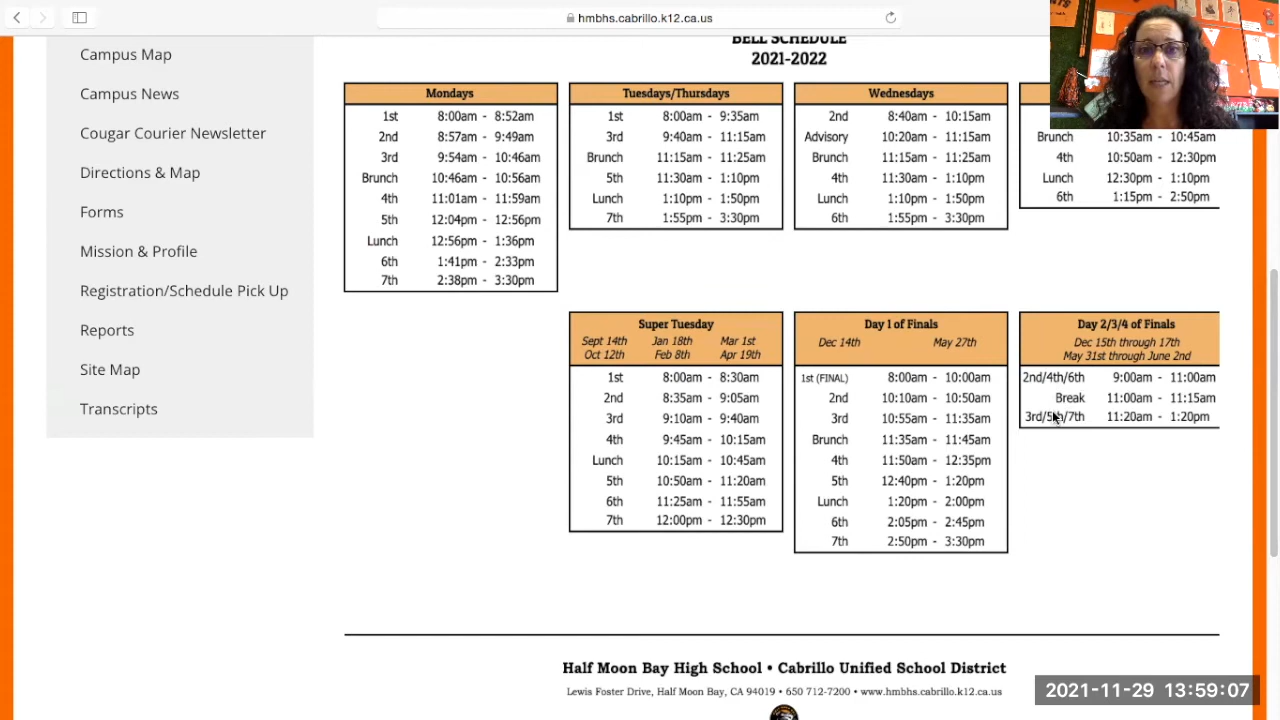 hmbhs.cabrillo.k12.ca.us
Campus Map
Campus News
Cougar Courier Newsletter
Directions & Map
Forms
Mission & Profile
Registration/Schedule Pick Up
Reports
Site Map
Transcripts
BELL SCHEDULE
2021-2022
Mondays
1st 8:00am - 8:52am
2nd 8:57am - 9:49am
3rd 9:54am - 10:46am
Brunch 10:46am - 10:56am
4th 11:01am - 11:59am
5th 12:04pm - 12:56pm
Lunch 12:56pm - 1:36pm
6th 1:41pm - 2:33pm
7th 2:38pm - 3:30pm
Tuesdays/Thursdays
1st 8:00am - 9:35am
3rd 9:40am - 11:15am
Brunch 11:15am - 11:25am
5th 11:30am - 1:10pm
Lunch 1:10pm - 1:50pm
7th 1:55pm - 3:30pm
Wednesdays
2nd 8:40am - 10:15am
Advisory 10:20am - 11:15am
Brunch 11:15am - 11:25am
4th 11:30am - 1:10pm
Lunch 1:10pm - 1:50pm
6th 1:55pm - 3:30pm
Brunch 10:35am - 10:45am
4th 10:50am - 12:30pm
Lunch 12:30pm - 1:10pm
6th 1:15pm - 2:50pm
Super Tuesday
Sept 14th Jan 18th Mar 1st
Oct 12th Feb 8th Apr 19th
1st 8:00am - 8:30am
2nd 8:35am - 9:05am
3rd 9:10am - 9:40am
4th 9:45am - 10:15am
Lunch 10:15am - 10:45am
5th 10:50am - 11:20am
6th 11:25am - 11:55am
7th 12:00pm - 12:30pm
Day 1 of Finals
Dec 14th May 27th
1st (FINAL) 8:00am - 10:00am
2nd 10:10am - 10:50am
3rd 10:55am - 11:35am
Brunch 11:35am - 11:45am
4th 11:50am - 12:35pm
5th 12:40pm - 1:20pm
Lunch 1:20pm - 2:00pm
6th 2:05pm - 2:45pm
7th 2:50pm - 3:30pm
Day 2/3/4 of Finals
Dec 15th through 17th
May 31st through June 2nd
2nd/4th/6th 9:00am - 11:00am
Break 11:00am - 11:15am
3rd/5th/7th 11:20am - 1:20pm
Half Moon Bay High School • Cabrillo Unified School District
Lewis Foster Drive, Half Moon Bay, CA 94019 • 650 712-7200 • www.hmbhs.cabrillo.k12.ca.us
2021-11-29 13:59:07